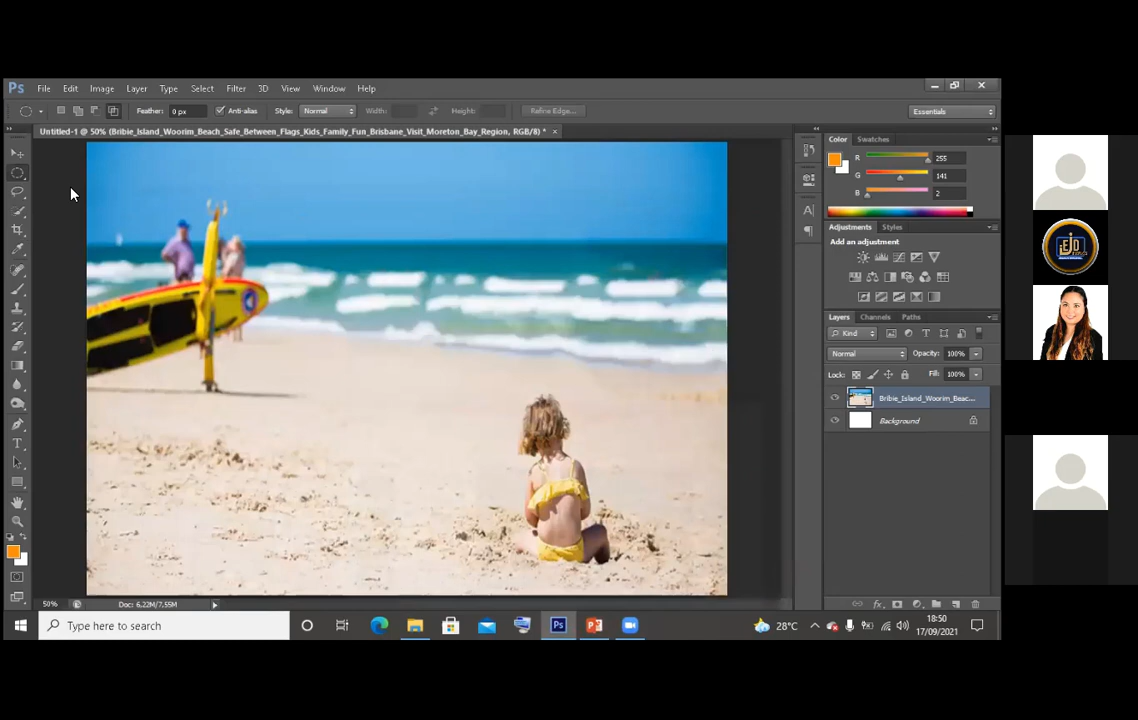 Ps File Edit Image Layer Type Select Filter 3D View Window Help
Feather: 0 px Anti-alias Style: Normal Width: Height: Refine Edge... Essentials
Untitled-1 @ 50% (Bribie_Island_Woorim_Beach_Safe_Between_Flags_Kids_Family_Fun_Brisbane_Visit_Moreton_Bay_Region, RGB/8) * ×
Color Swatches
R 255
G 141
B 2
Adjustments Styles
Add an adjustment
Layers Channels Paths
Kind
Normal Opacity: 100%
Lock: Fill: 100%
Bribie_Island_Woorim_Beac...
Background
50% Doc: 6.22M/7.55M
Type here to search
Ps
28°C
18:50
17/09/2021